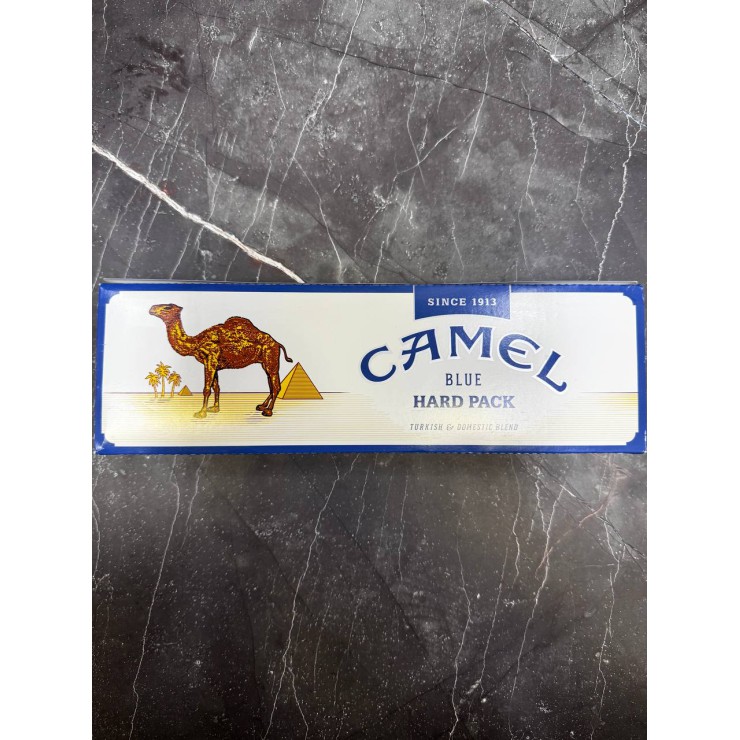 SINCE 1913
CAMEL
BLUE
HARD PACK
TURKISH & DOMESTIC BLEND